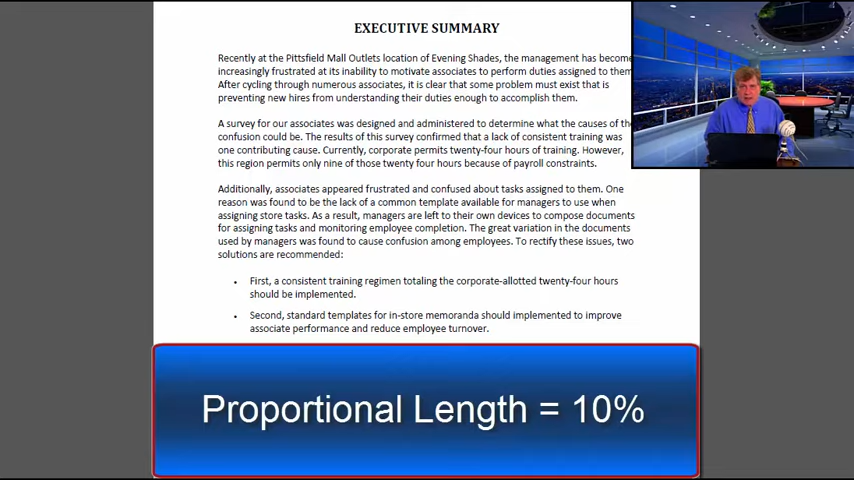 EXECUTIVE SUMMARY
Recently at the Pittsfield Mall Outlets location of Evening Shades, the management has become
increasingly frustrated at its inability to motivate associates to perform duties assigned to them.
After cycling through numerous associates, it is clear that some problem must exist that is
preventing new hires from understanding their duties enough to accomplish them.
A survey for our associates was designed and administered to determine what the causes of the
confusion could be. The results of this survey confirmed that a lack of consistent training was
one contributing cause. Currently, corporate permits twenty-four hours of training. However,
this region permits only nine of those twenty four hours because of payroll constraints.
Additionally, associates appeared frustrated and confused about tasks assigned to them. One
reason was found to be the lack of a common template available for managers to use when
assigning store tasks. As a result, managers are left to their own devices to compose documents
for assigning tasks and monitoring employee completion. The great variation in the documents
used by managers was found to cause confusion among employees. To rectify these issues, two
solutions are recommended:
• First, a consistent training regimen totaling the corporate-allotted twenty-four hours
should be implemented.
• Second, standard templates for in-store memoranda should implemented to improve
associate performance and reduce employee turnover.
Proportional Length = 10%